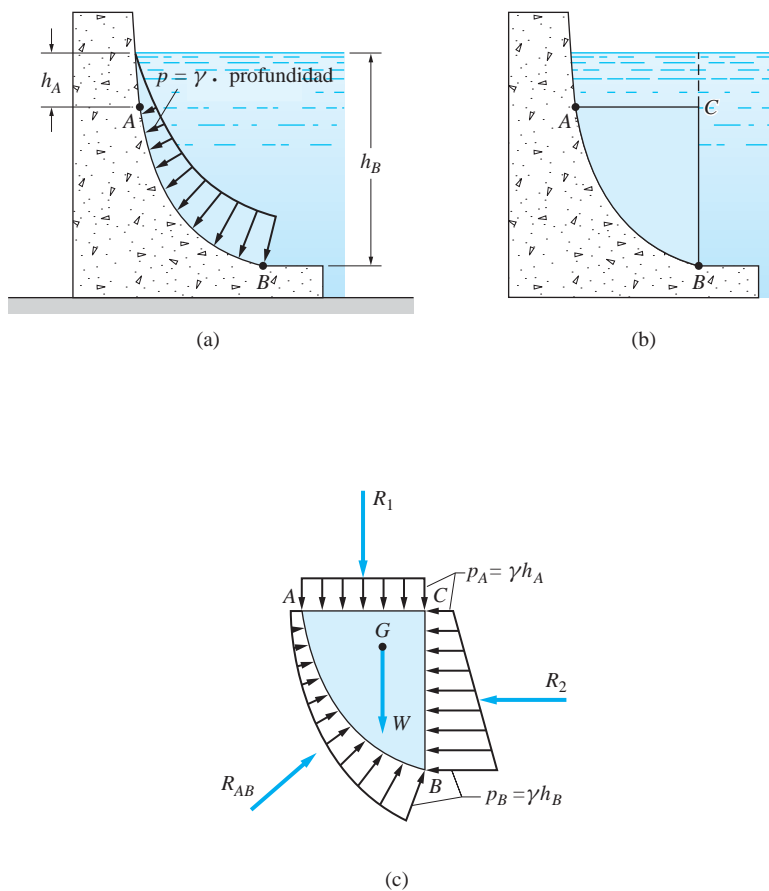 h_A
p = γ · profundidad
A
h_B
B
(a)
A
C
B
(b)
R_1
p_A = γh_A
A
C
G
R_2
W
R_AB
B
p_B = γh_B
(c)